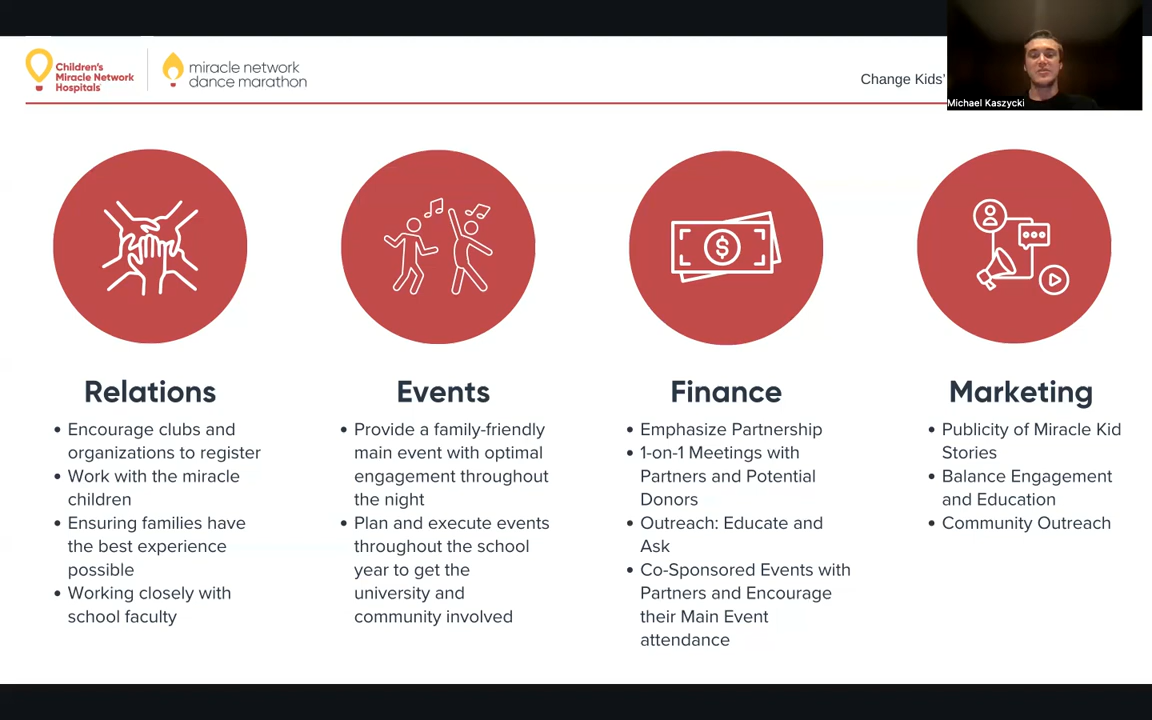 Children's
Miracle Network
Hospitals
miracle network
dance marathon
Change Kids'
Michael Kaszycki
Relations
• Encourage clubs and
organizations to register
• Work with the miracle
children
• Ensuring families have
the best experience
possible
• Working closely with
school faculty
Events
• Provide a family-friendly
main event with optimal
engagement throughout
the night
• Plan and execute events
throughout the school
year to get the
university and
community involved
Finance
$
• Emphasize Partnership
• 1-on-1 Meetings with
Partners and Potential
Donors
• Outreach: Educate and
Ask
• Co-Sponsored Events with
Partners and Encourage
their Main Event
attendance
Marketing
• Publicity of Miracle Kid
Stories
• Balance Engagement
and Education
• Community Outreach